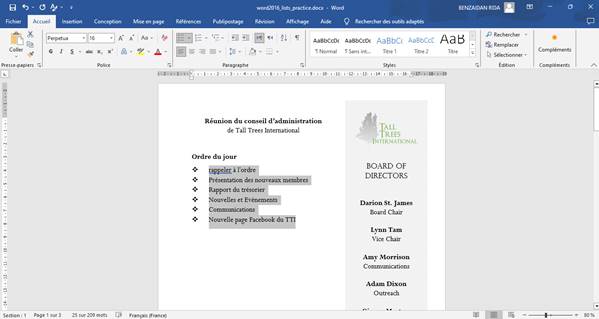 word2016_lists_practice.docx - Word
BENZAIDAN RIDA
Fichier Accueil Insertion Conception Mise en page Références Publipostage Révision Affichage Aide Rechercher des outils adaptés
Coller
Perpetua 16
Presse-papiers
Police
Paragraphe
AaBbCcDc AaBbCcDc AaBbCc AaBbCcD AaB
¶ Normal ¶ Sans int... Titre 1 Titre 2 Titre
Styles
Rechercher
Remplacer
Sélectionner
Édition
Compléments
Compléments
Réunion du conseil d'administration
de Tall Trees International
Ordre du jour
❖ rappeler à l'ordre
❖ Présentation des nouveaux membres
❖ Rapport du trésorier
❖ Nouvelles et Evènements
❖ Communications
❖ Nouvelle page Facebook du TTI
TALL
TREES
INTERNATIONAL
BOARD OF
DIRECTORS
Darion St. James
Board Chair
Lynn Tam
Vice Chair
Amy Morrison
Communications
Adam Dixon
Outreach
Section : 1 Page 1 sur 3 25 sur 209 mots Français (France) 80 %